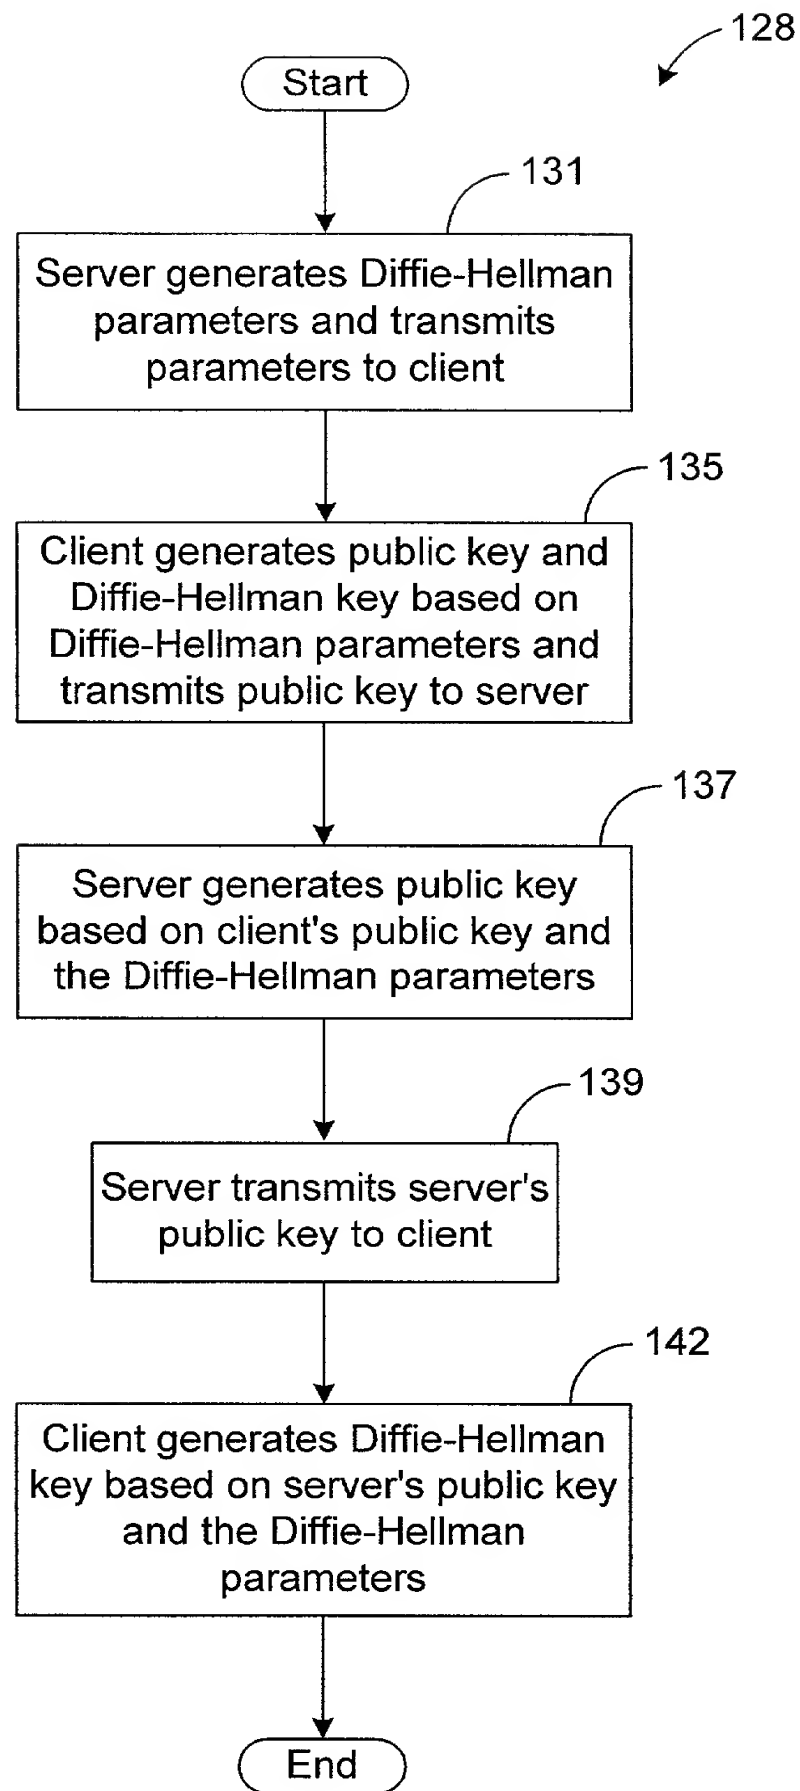 128
Start
131
Server generates Diffie-Hellman
parameters and transmits
parameters to client
135
Client generates public key and
Diffie-Hellman key based on
Diffie-Hellman parameters and
transmits public key to server
137
Server generates public key
based on client's public key and
the Diffie-Hellman parameters
139
Server transmits server's
public key to client
142
Client generates Diffie-Hellman
key based on server's public key
and the Diffie-Hellman
parameters
End